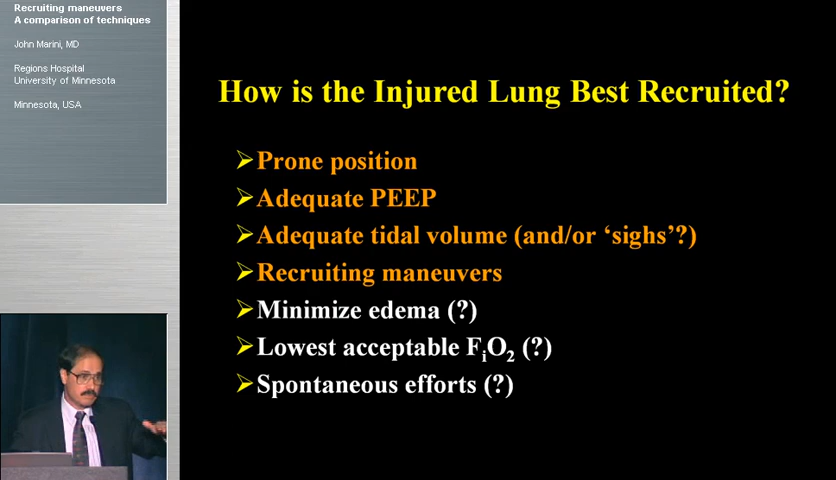 Recruiting maneuvers
A comparison of techniques
John Marini, MD
Regions Hospital
University of Minnesota
Minnesota, USA
How is the Injured Lung Best Recruited?
Prone position
Adequate PEEP
Adequate tidal volume (and/or ‘sighs’?)
Recruiting maneuvers
Minimize edema (?)
Lowest acceptable FiO2 (?)
Spontaneous efforts (?)